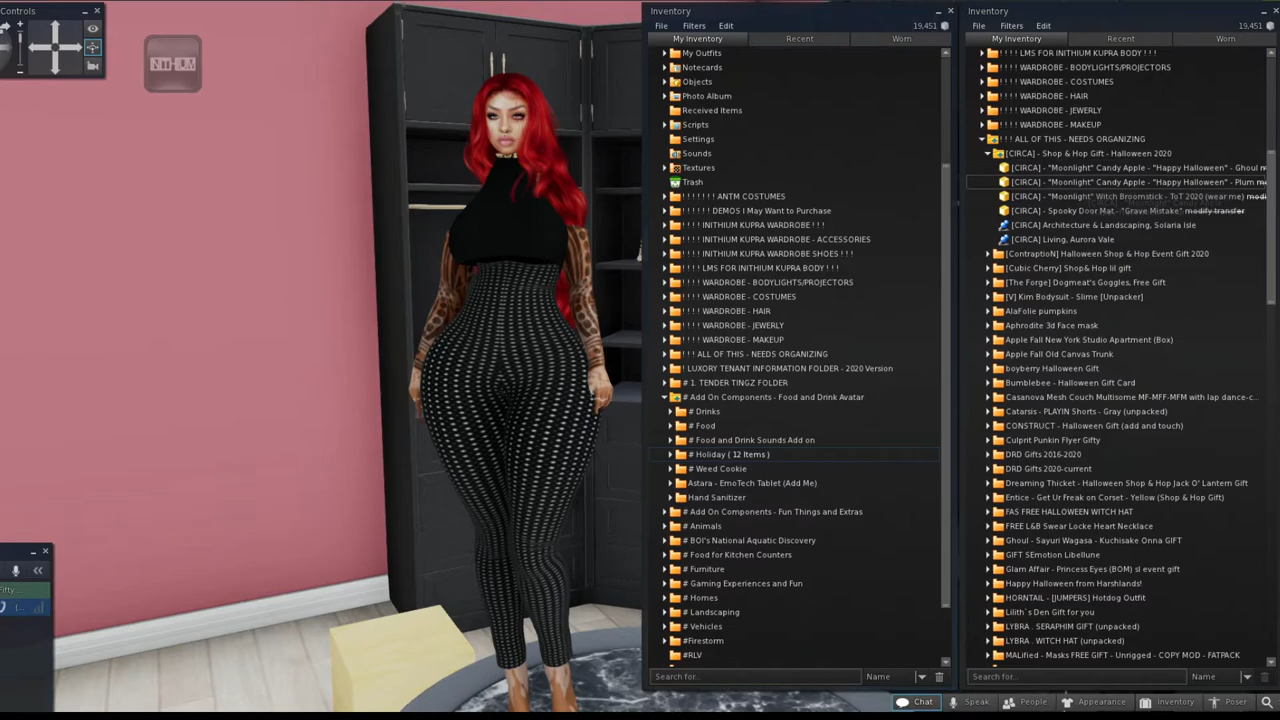 Controls
INITHIUM
Fifty...
(...
Inventory
File Filters Edit 19,451
My Inventory Recent Worn
My Outfits
Notecards
Objects
Photo Album
Received Items
Scripts
Settings
Sounds
Textures
Trash
! ! ! ! ! ! ! ANTM COSTUMES
! ! ! ! ! ! DEMOS I May Want to Purchase
! ! ! ! INITHIUM KUPRA WARDROBE ! ! !
! ! ! ! INITHIUM KUPRA WARDROBE - ACCESSORIES
! ! ! ! INITHIUM KUPRA WARDROBE SHOES ! ! !
! ! ! ! LMS FOR INITHIUM KUPRA BODY ! ! !
! ! ! ! WARDROBE - BODYLIGHTS/PROJECTORS
! ! ! ! WARDROBE - COSTUMES
! ! ! ! WARDROBE - HAIR
! ! ! ! WARDROBE - JEWERLY
! ! ! ! WARDROBE - MAKEUP
! ! ! ALL OF THIS - NEEDS ORGANIZING
! LUXORY TENANT INFORMATION FOLDER - 2020 Version
# 1. TENDER TINGZ FOLDER
# Add On Components - Food and Drink Avatar
# Drinks
# Food
# Food and Drink Sounds Add on
# Holiday ( 12 Items )
# Weed Cookie
Astara - EmoTech Tablet (Add Me)
Hand Sanitizer
# Add On Components - Fun Things and Extras
# Animals
# BOI's National Aquatic Discovery
# Food for Kitchen Counters
# Furniture
# Gaming Experiences and Fun
# Homes
# Landscaping
# Vehicles
#Firestorm
#RLV
Search for... Name
Inventory
File Filters Edit 19,451
My Inventory Recent Worn
! ! ! ! LMS FOR INITHIUM KUPRA BODY ! ! !
! ! ! ! WARDROBE - BODYLIGHTS/PROJECTORS
! ! ! ! WARDROBE - COSTUMES
! ! ! ! WARDROBE - HAIR
! ! ! ! WARDROBE - JEWERLY
! ! ! ! WARDROBE - MAKEUP
! ! ! ALL OF THIS - NEEDS ORGANIZING
[CIRCA] - Shop & Hop Gift - Halloween 2020
[CIRCA] - "Moonlight" Candy Apple - "Happy Halloween" - Ghoul m
[CIRCA] - "Moonlight" Candy Apple - "Happy Halloween" - Plum m
[CIRCA] - "Moonlight" Witch Broomstick - ToT 2020 (wear me) modi
[CIRCA] - Spooky Door Mat - "Grave Mistake" modify transfer
[CIRCA] Architecture & Landscaping, Solaria Isle
[CIRCA] Living, Aurora Vale
[ContraptioN] Halloween Shop & Hop Event Gift 2020
[Cubic Cherry] Shop& Hop lil gift
[The Forge] Dogmeat's Goggles, Free Gift
[V] Kim Bodysuit - Slime [Unpacker]
AlaFolie pumpkins
Aphrodite 3d Face mask
Apple Fall New York Studio Apartment (Box)
Apple Fall Old Canvas Trunk
boyberry Halloween Gift
Bumblebee - Halloween Gift Card
Casanova Mesh Couch Multisome MF-MFF-MFM with lap dance-c...
Catarsis - PLAYIN Shorts - Gray (unpacked)
CONSTRUCT - Halloween Gift (add and touch)
Culprit Punkin Flyer Gifty
DRD Gifts 2016-2020
DRD Gifts 2020-current
Dreaming Thicket - Halloween Shop & Hop Jack O' Lantern Gift
Entice - Get Ur Freak on Corset - Yellow (Shop & Hop Gift)
FAS FREE HALLOWEEN WITCH HAT
FREE L&B Swear Locke Heart Necklace
Ghoul - Sayuri Wagasa - Kuchisake Onna GIFT
GIFT SEmotion Libellune
Glam Affair - Princess Eyes (BOM) sl event gift
Happy Halloween from Harshlands!
HORNTAIL - [JUMPERS] Hotdog Outfit
Lilith`s Den Gift for you
LYBRA . SERAPHIM GIFT (unpacked)
LYBRA . WITCH HAT (unpacked)
MALified - Masks FREE GIFT - Unrigged - COPY MOD - FATPACK
Search for... Name
Chat Speak People Appearance Inventory Poser